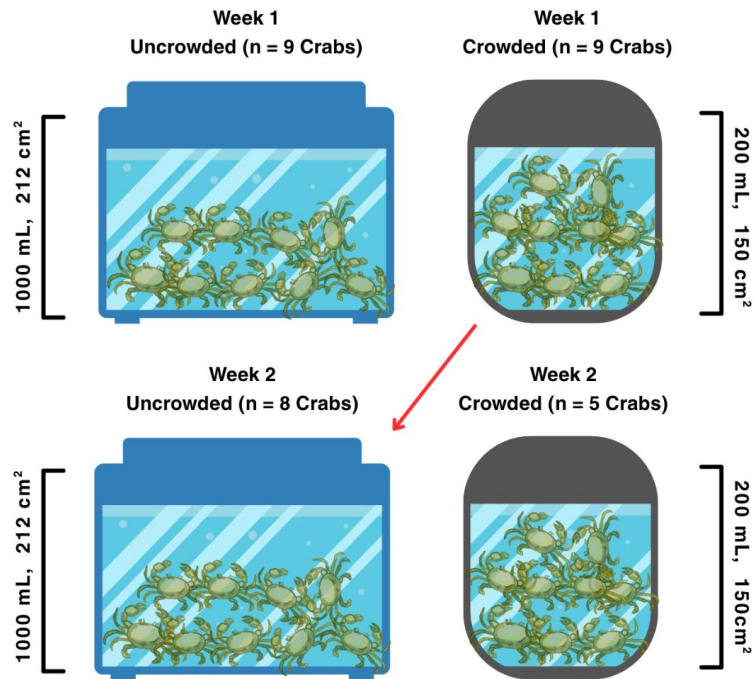 Week 1
Uncrowded (n = 9 Crabs)
Week 1
Crowded (n = 9 Crabs)
1000 mL, 212 cm²
200 mL, 150 cm²
Week 2
Uncrowded (n = 8 Crabs)
Week 2
Crowded (n = 5 Crabs)
1000 mL, 212 cm²
200 mL, 150cm²